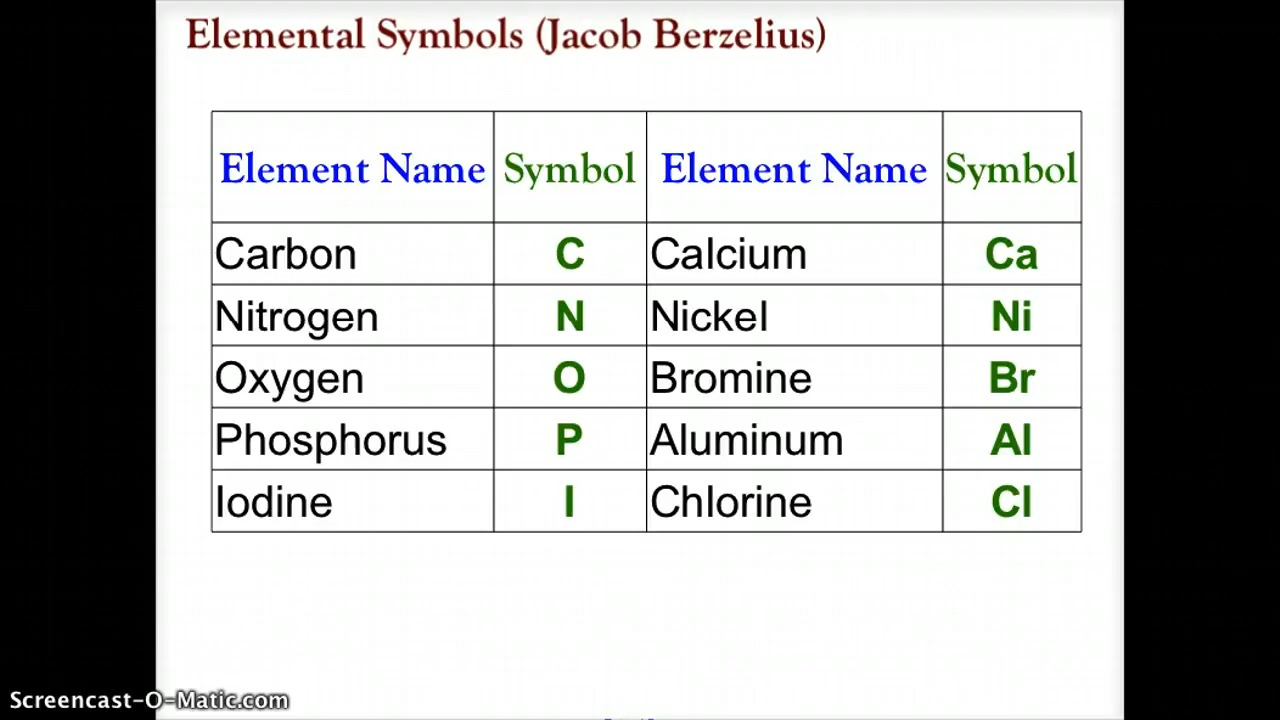 Elemental Symbols (Jacob Berzelius)
Element Name Symbol Element Name Symbol
Carbon C Calcium Ca
Nitrogen N Nickel Ni
Oxygen O Bromine Br
Phosphorus P Aluminum Al
Iodine I Chlorine Cl
Screencast-O-Matic.com